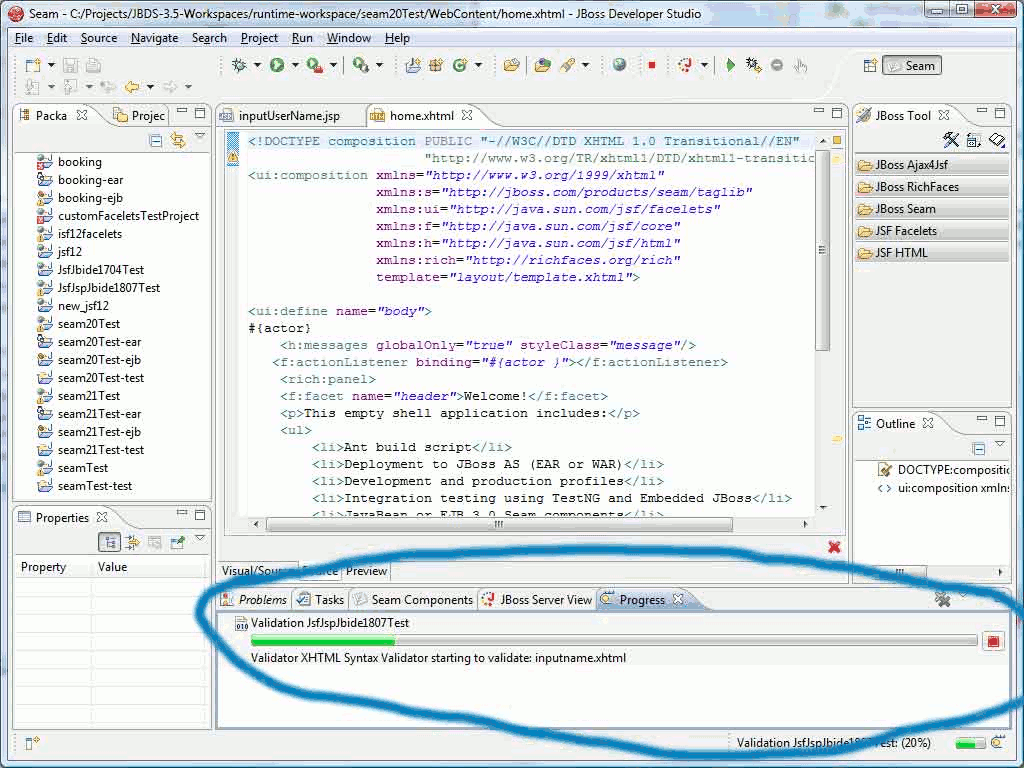 Seam - C:/Projects/JBDS-3.5-Workspaces/runtime-workspace/seam20Test/WebContent/home.xhtml - JBoss Developer Studio
File Edit Source Navigate Search Project Run Window Help
Seam
Packa
Projec
booking
booking-ear
booking-ejb
customFaceletsTestProject
isf12facelets
jsf12
JsfJbide1704Test
JsfJspJbide1807Test
new_jsf12
seam20Test
seam20Test-ear
seam20Test-ejb
seam20Test-test
seam21Test
seam21Test-ear
seam21Test-ejb
seam21Test-test
seamTest
seamTest-test
Properties
Property Value
inputUserName.jsp
home.xhtml
<!DOCTYPE composition PUBLIC "-//W3C//DTD XHTML 1.0 Transitional//EN"
"http://www.w3.org/TR/xhtml1/DTD/xhtml1-transitio
<ui:composition xmlns="http://www.w3.org/1999/xhtml"
xmlns:s="http://jboss.com/products/seam/taglib"
xmlns:ui="http://java.sun.com/jsf/facelets"
xmlns:f="http://java.sun.com/jsf/core"
xmlns:h="http://java.sun.com/jsf/html"
xmlns:rich="http://richfaces.org/rich"
template="layout/template.xhtml">
<ui:define name="body">
#{actor}
<h:messages globalOnly="true" styleClass="message"/>
<f:actionListener binding="#{actor }"></f:actionListener>
<rich:panel>
<f:facet name="header">Welcome!</f:facet>
<p>This empty shell application includes:</p>
<ul>
<li>Ant build script</li>
<li>Deployment to JBoss AS (EAR or WAR)</li>
<li>Development and production profiles</li>
<li>Integration testing using TestNG and Embedded JBoss</li>
<li>JavaBean or EJB 3.0 Seam components</li>
Visual/Source Source Preview
JBoss Tool
JBoss Ajax4Jsf
JBoss RichFaces
JBoss Seam
JSF Facelets
JSF HTML
Outline
DOCTYPE:compositio
ui:composition xmlns
Problems
Tasks
Seam Components
JBoss Server View
Progress
Validation JsfJspJbide1807Test
Validator XHTML Syntax Validator starting to validate: inputname.xhtml
Validation JsfJspJbide1807Test: (20%)